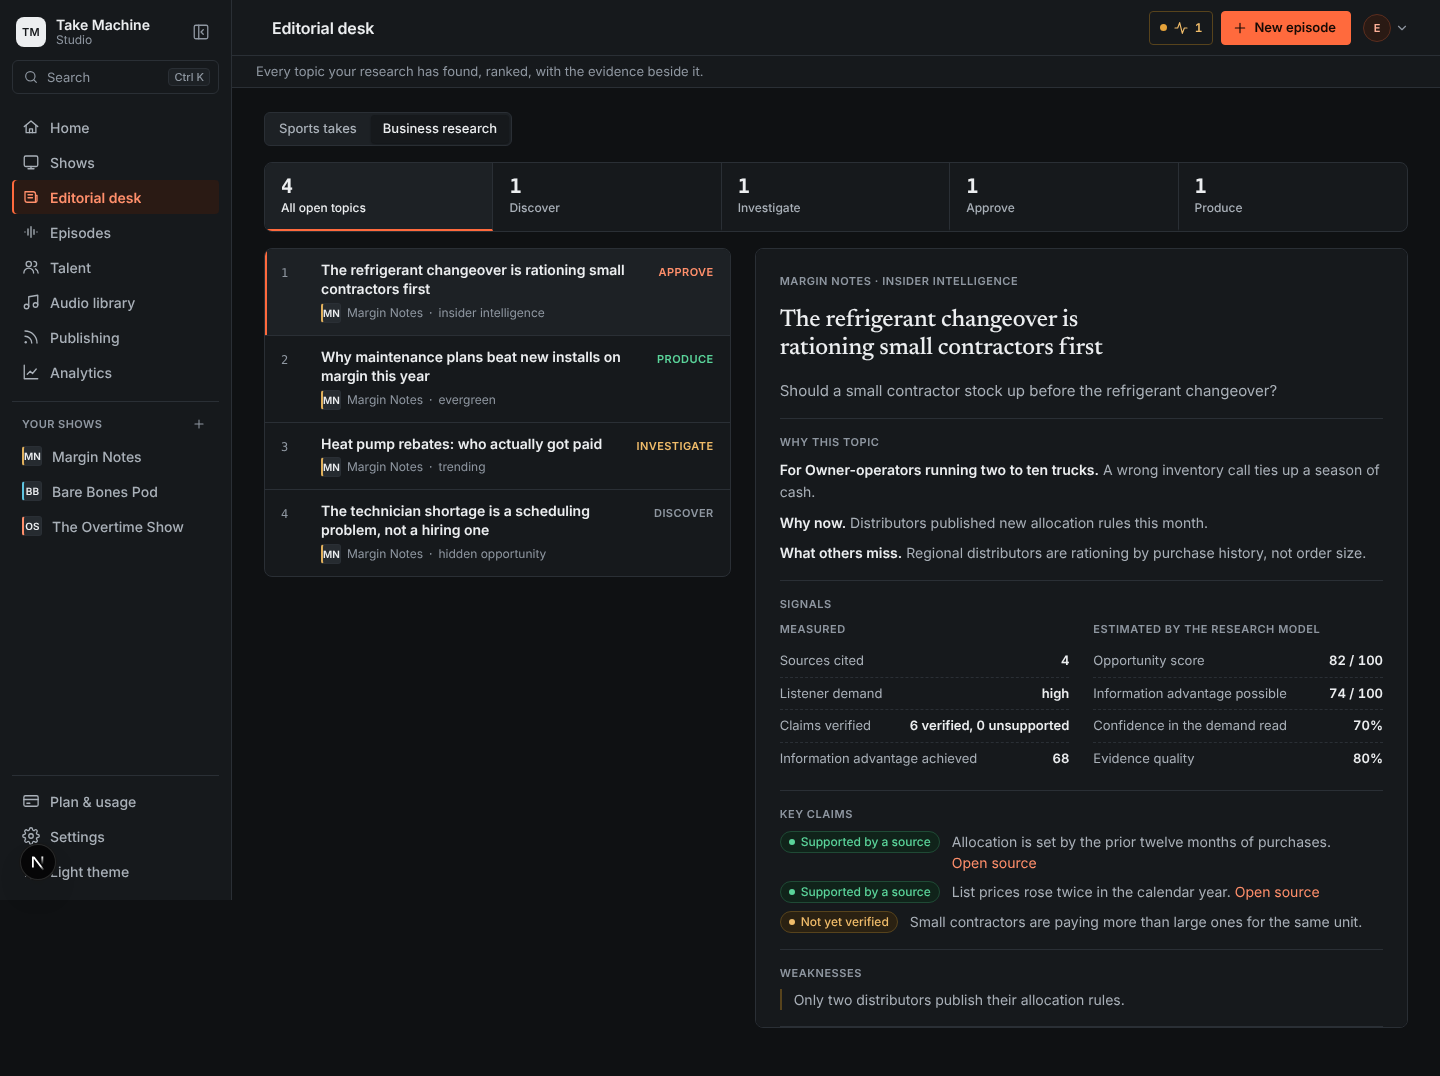 TM
Take Machine
Studio
Search
Ctrl K
Home
Shows
Editorial desk
Episodes
Talent
Audio library
Publishing
Analytics
YOUR SHOWS
MN Margin Notes
BB Bare Bones Pod
OS The Overtime Show
Plan & usage
Settings
N
Light theme
Editorial desk
1
+ New episode
E
Every topic your research has found, ranked, with the evidence beside it.
Sports takes
Business research
4
All open topics
1
Discover
1
Investigate
1
Approve
1
Produce
1
The refrigerant changeover is rationing small
contractors first
APPROVE
MN Margin Notes · insider intelligence
2
Why maintenance plans beat new installs on
margin this year
PRODUCE
MN Margin Notes · evergreen
3
Heat pump rebates: who actually got paid
INVESTIGATE
MN Margin Notes · trending
4
The technician shortage is a scheduling
problem, not a hiring one
DISCOVER
MN Margin Notes · hidden opportunity
MARGIN NOTES · INSIDER INTELLIGENCE
The refrigerant changeover is
rationing small contractors first
Should a small contractor stock up before the refrigerant changeover?
WHY THIS TOPIC
For Owner-operators running two to ten trucks. A wrong inventory call ties up a season of
cash.
Why now. Distributors published new allocation rules this month.
What others miss. Regional distributors are rationing by purchase history, not order size.
SIGNALS
MEASURED
Sources cited 4
Listener demand high
Claims verified 6 verified, 0 unsupported
Information advantage achieved 68
ESTIMATED BY THE RESEARCH MODEL
Opportunity score 82 / 100
Information advantage possible 74 / 100
Confidence in the demand read 70%
Evidence quality 80%
KEY CLAIMS
Supported by a source Allocation is set by the prior twelve months of purchases.
Open source
Supported by a source List prices rose twice in the calendar year. Open source
Not yet verified Small contractors are paying more than large ones for the same unit.
WEAKNESSES
Only two distributors publish their allocation rules.